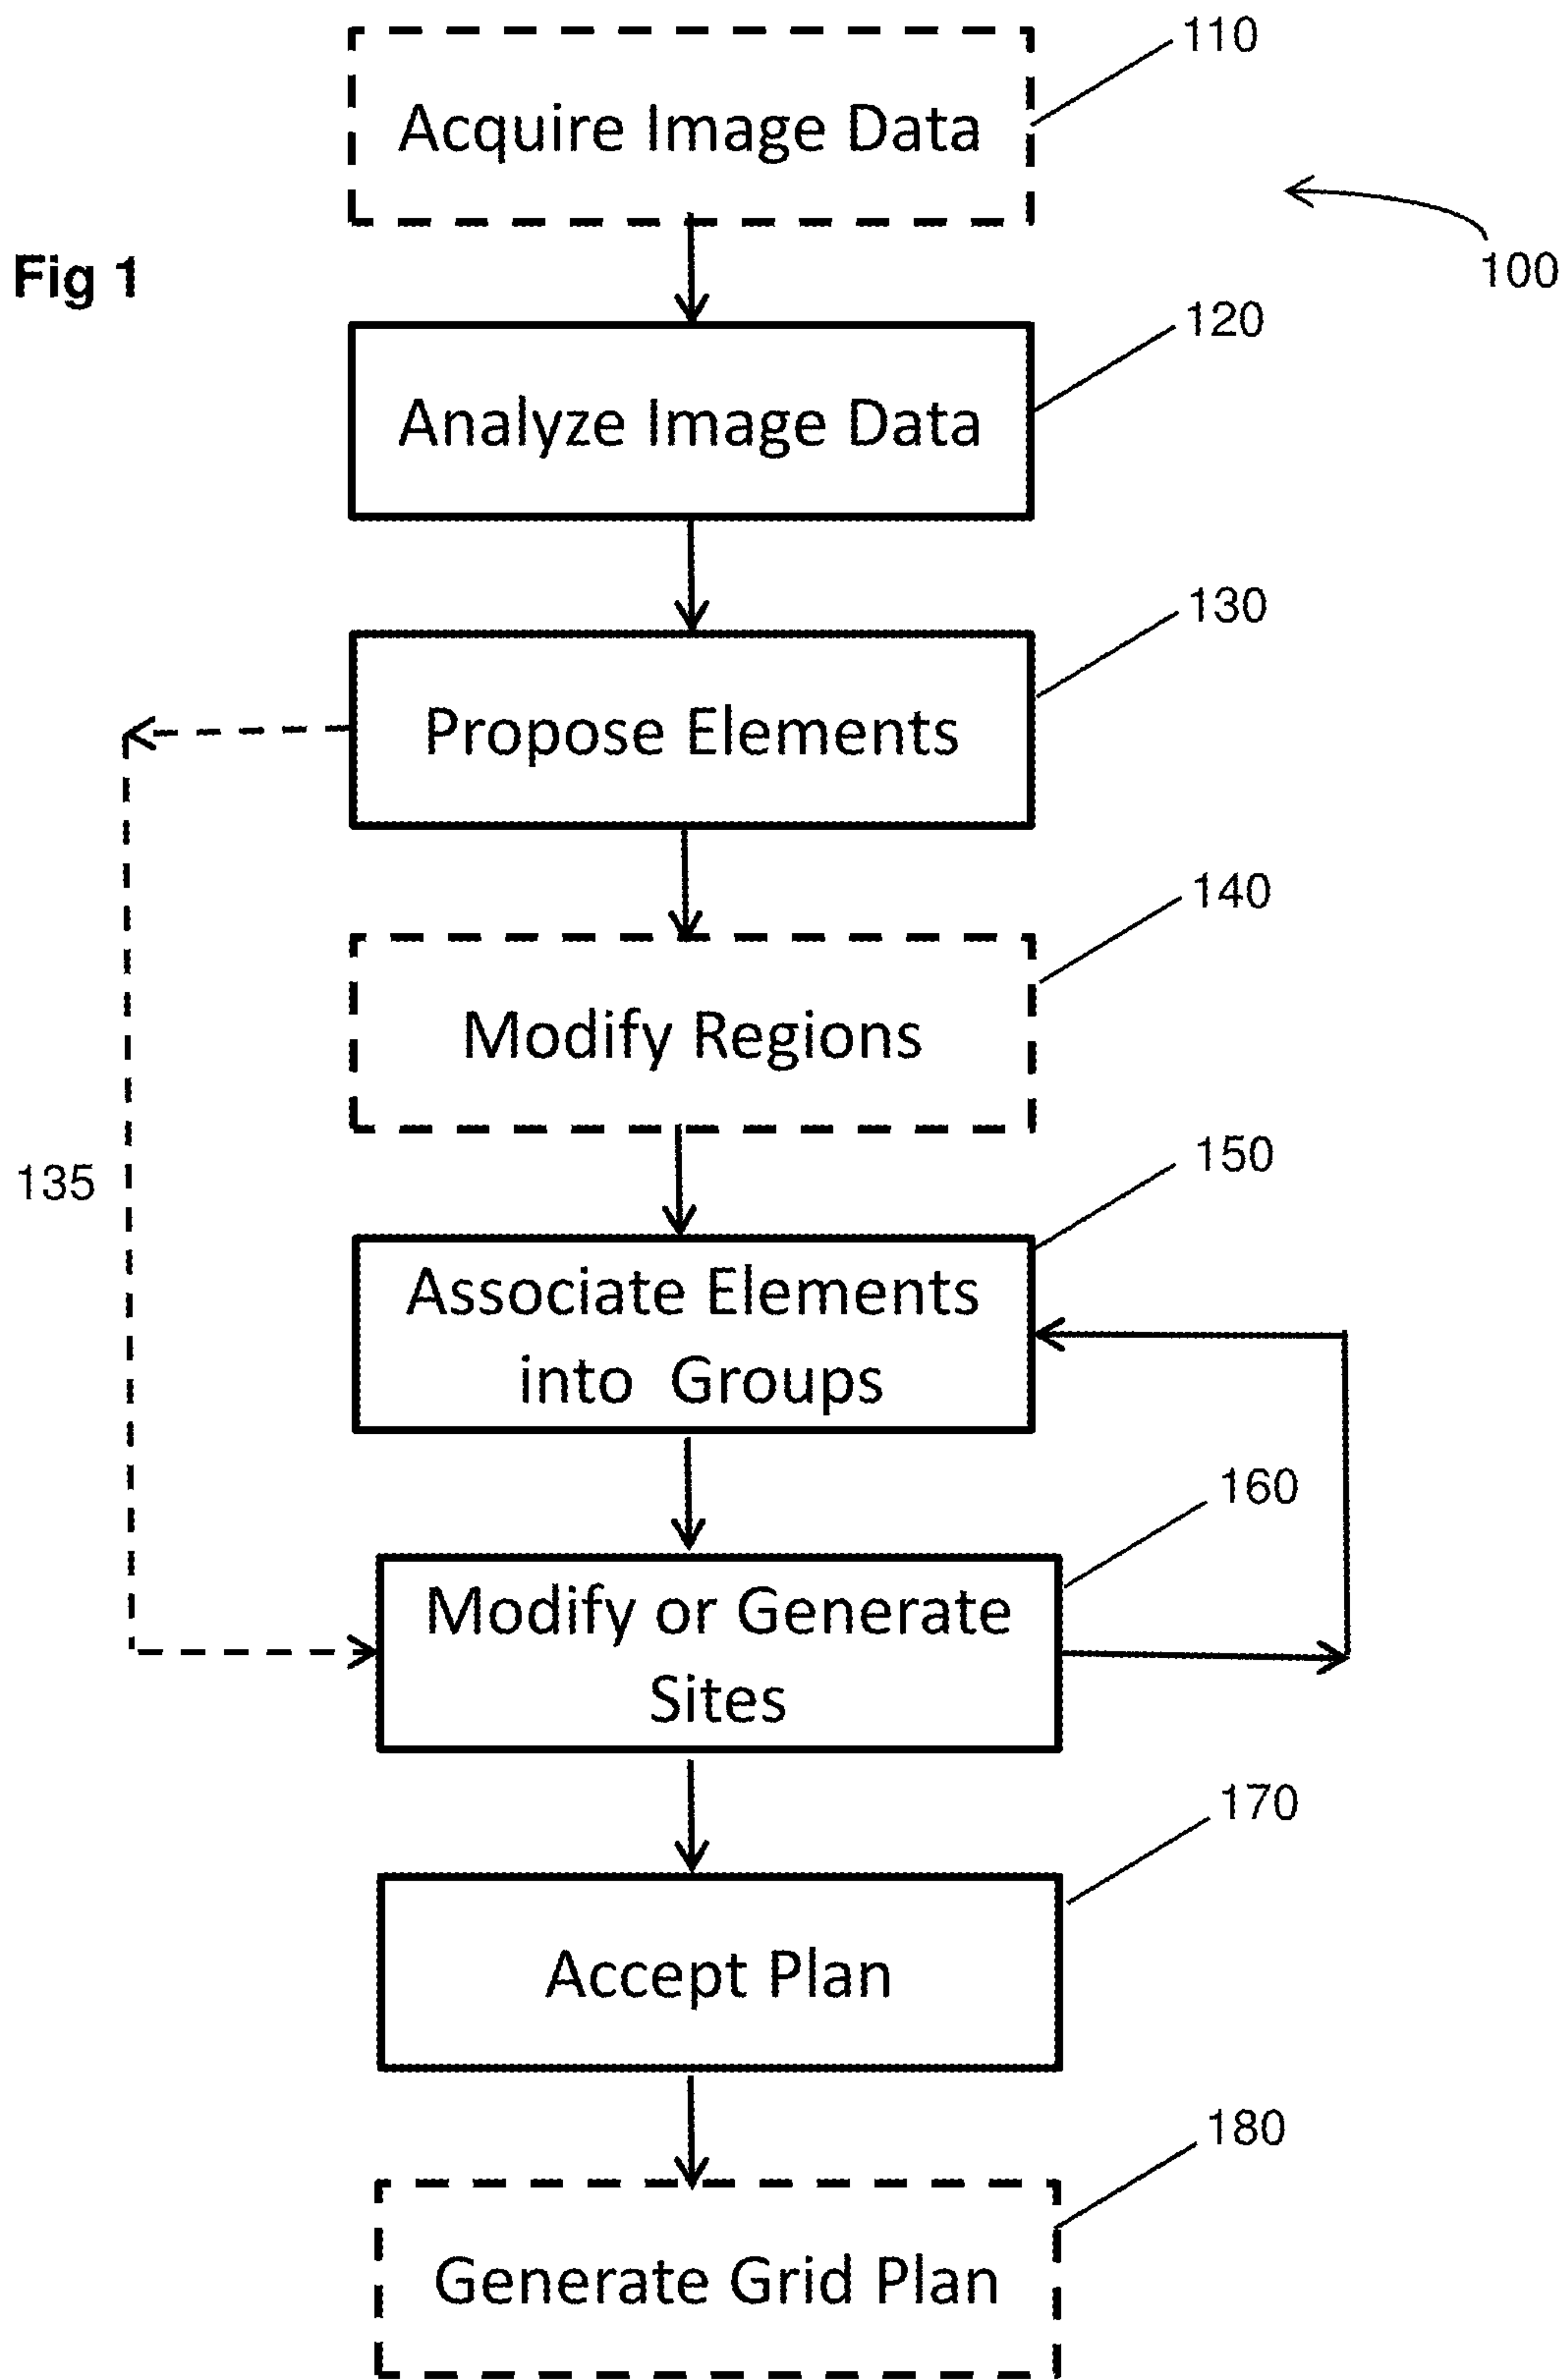 110
Acquire Image Data
100
Fig 1
120
Analyze Image Data
130
Propose Elements
140
Modify Regions
135
150
Associate Elements
into Groups
160
Modify or Generate
Sites
170
Accept Plan
180
Generate Grid Plan